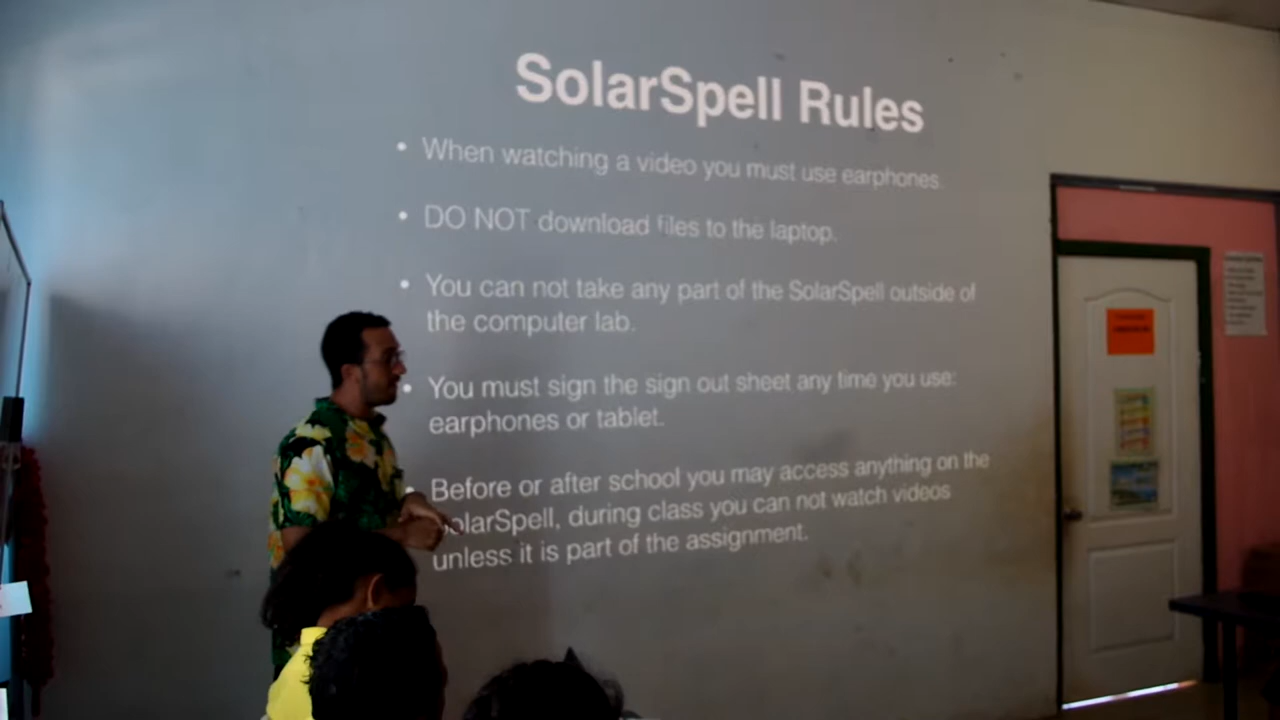 SolarSpell Rules
• When watching a video you must use earphones.
• DO NOT download files to the laptop.
• You can not take any part of the SolarSpell outside of
the computer lab.
• You must sign the sign out sheet any time you use:
earphones or tablet.
• Before or after school you may access anything on the
SolarSpell, during class you can not watch videos
unless it is part of the assignment.